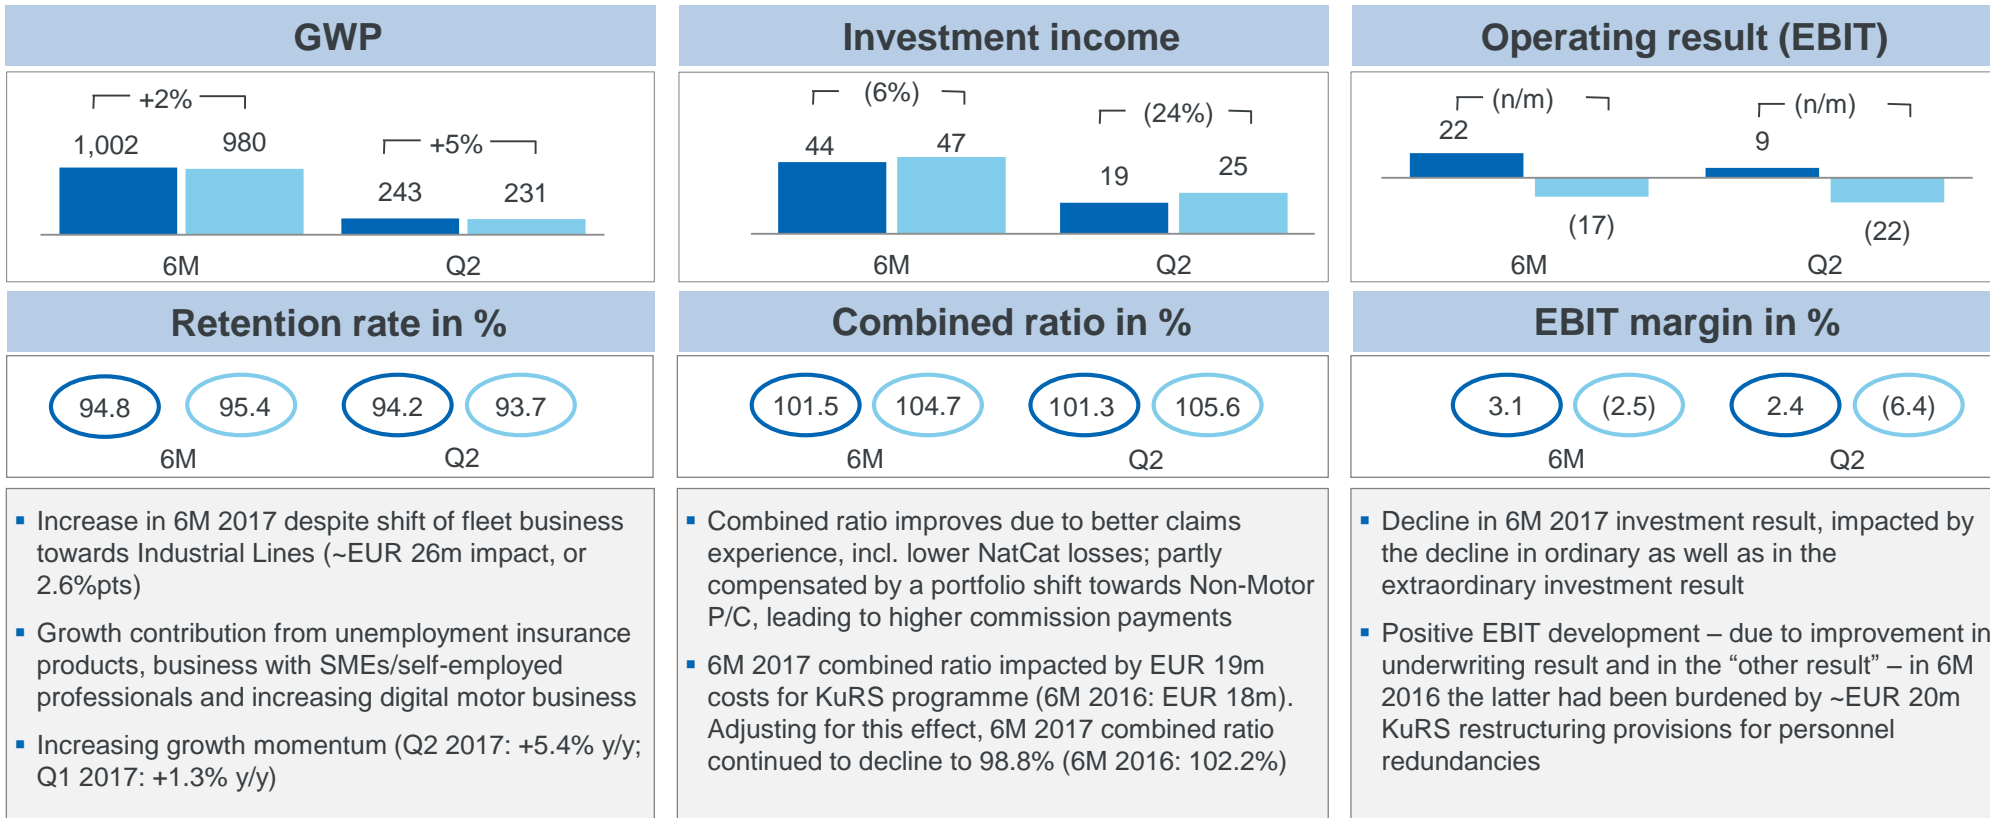 GWP
+2%
1,002
980
+5%
243
231
6M
Q2
Investment income
(6%)
44
47
(24%)
19
25
6M
Q2
Operating result (EBIT)
(n/m)
22
(17)
(n/m)
9
(22)
6M
Q2
Retention rate in %
94.8
95.4
94.2
93.7
6M
Q2
Combined ratio in %
101.5
104.7
101.3
105.6
6M
Q2
EBIT margin in %
3.1
(2.5)
2.4
(6.4)
6M
Q2
▪ Increase in 6M 2017 despite shift of fleet business
towards Industrial Lines (~EUR 26m impact, or
2.6%pts)
▪ Growth contribution from unemployment insurance
products, business with SMEs/self-employed
professionals and increasing digital motor business
▪ Increasing growth momentum (Q2 2017: +5.4% y/y;
Q1 2017: +1.3% y/y)
▪ Combined ratio improves due to better claims
experience, incl. lower NatCat losses; partly
compensated by a portfolio shift towards Non-Motor
P/C, leading to higher commission payments
▪ 6M 2017 combined ratio impacted by EUR 19m
costs for KuRS programme (6M 2016: EUR 18m).
Adjusting for this effect, 6M 2017 combined ratio
continued to decline to 98.8% (6M 2016: 102.2%)
▪ Decline in 6M 2017 investment result, impacted by
the decline in ordinary as well as in the
extraordinary investment result
▪ Positive EBIT development – due to improvement in
underwriting result and in the “other result” – in 6M
2016 the latter had been burdened by ~EUR 20m
KuRS restructuring provisions for personnel
redundancies